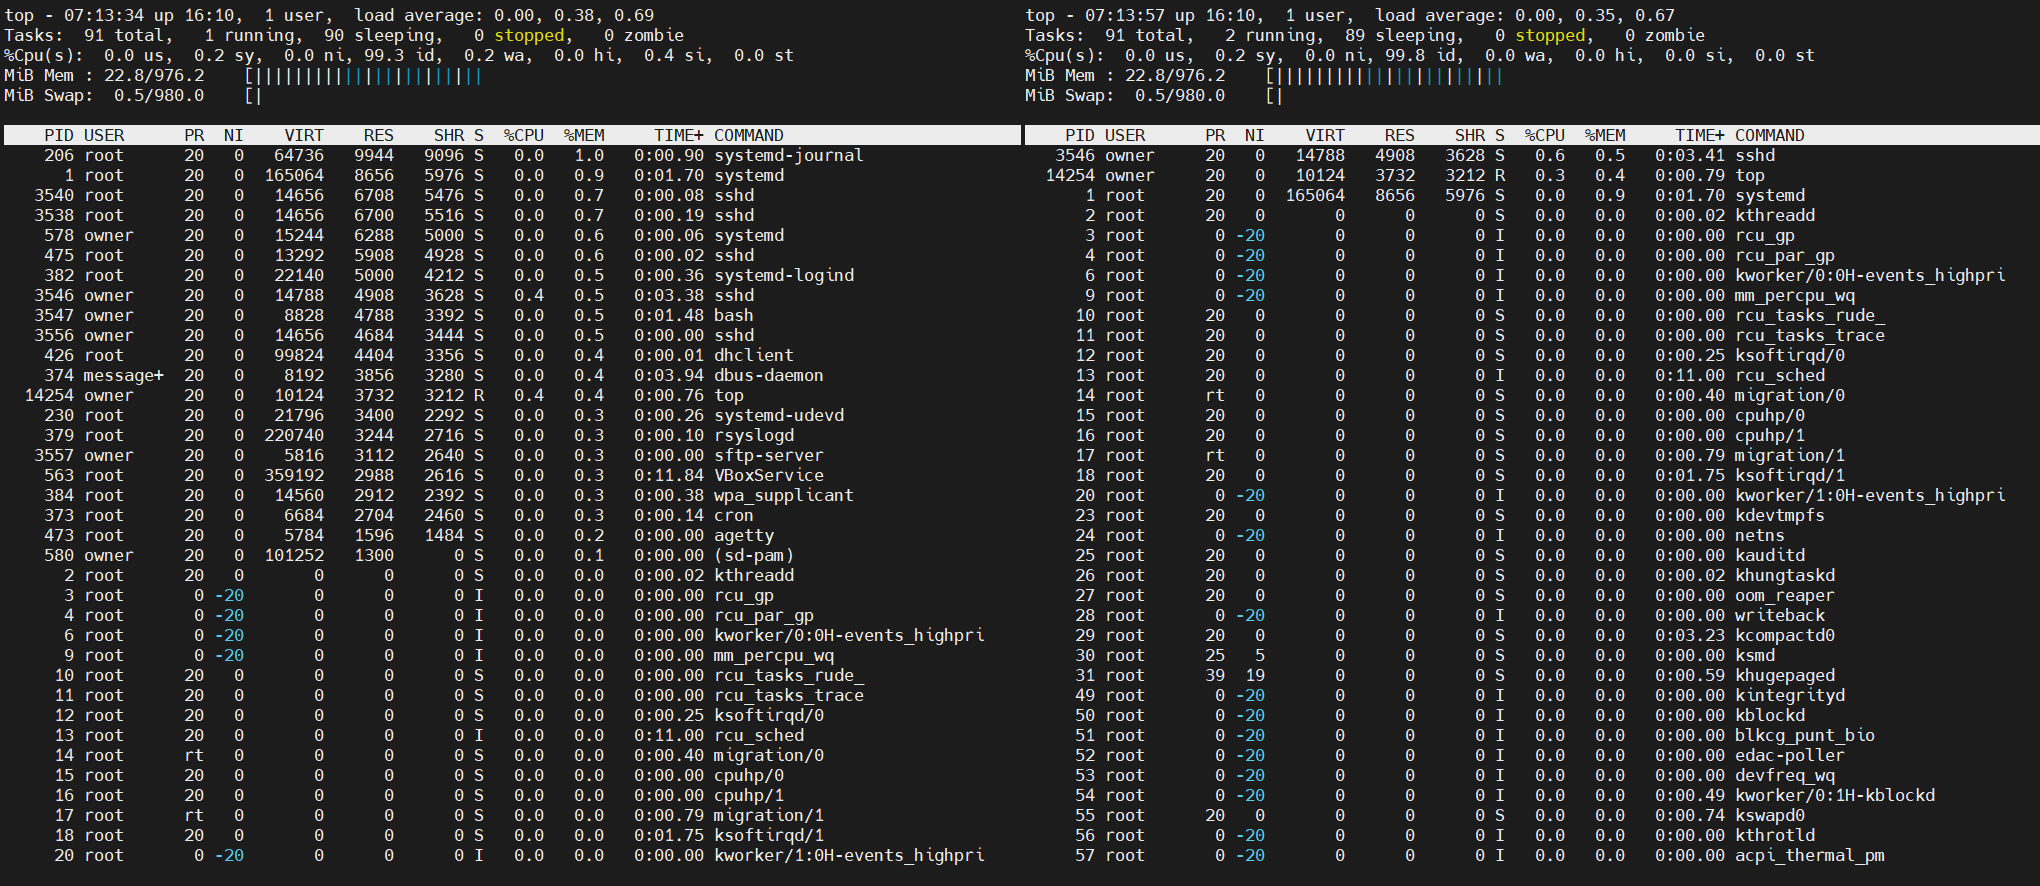 top - 07:13:34 up 16:10,  1 user,  load average: 0.00, 0.38, 0.69
Tasks:  91 total,   1 running,  90 sleeping,   0 stopped,   0 zombie
%Cpu(s):  0.0 us,  0.2 sy,  0.0 ni, 99.3 id,  0.2 wa,  0.0 hi,  0.4 si,  0.0 st
MiB Mem : 22.8/976.2    [|||||||||||||||||||||||
MiB Swap:  0.5/980.0    [|
PID USER      PR  NI    VIRT    RES    SHR S  %CPU  %MEM     TIME+ COMMAND
206 root      20   0   64736   9944   9096 S   0.0   1.0   0:00.90 systemd-journal
1 root      20   0  165064   8656   5976 S   0.0   0.9   0:01.70 systemd
3540 root      20   0   14656   6708   5476 S   0.0   0.7   0:00.08 sshd
3538 root      20   0   14656   6700   5516 S   0.0   0.7   0:00.19 sshd
578 owner     20   0   15244   6288   5000 S   0.0   0.6   0:00.06 systemd
475 root      20   0   13292   5908   4928 S   0.0   0.6   0:00.02 sshd
382 root      20   0   22140   5000   4212 S   0.0   0.5   0:00.36 systemd-logind
3546 owner     20   0   14788   4908   3628 S   0.4   0.5   0:03.38 sshd
3547 owner     20   0    8828   4788   3392 S   0.0   0.5   0:01.48 bash
3556 owner     20   0   14656   4684   3444 S   0.0   0.5   0:00.00 sshd
426 root      20   0   99824   4404   3356 S   0.0   0.4   0:00.01 dhclient
374 message+  20   0    8192   3856   3280 S   0.0   0.4   0:03.94 dbus-daemon
14254 owner     20   0   10124   3732   3212 R   0.4   0.4   0:00.76 top
230 root      20   0   21796   3400   2292 S   0.0   0.3   0:00.26 systemd-udevd
379 root      20   0  220740   3244   2716 S   0.0   0.3   0:00.10 rsyslogd
3557 owner     20   0    5816   3112   2640 S   0.0   0.3   0:00.00 sftp-server
563 root      20   0  359192   2988   2616 S   0.0   0.3   0:11.84 VBoxService
384 root      20   0   14560   2912   2392 S   0.0   0.3   0:00.38 wpa_supplicant
373 root      20   0    6684   2704   2460 S   0.0   0.3   0:00.14 cron
473 root      20   0    5784   1596   1484 S   0.0   0.2   0:00.00 agetty
580 owner     20   0  101252   1300      0 S   0.0   0.1   0:00.00 (sd-pam)
2 root      20   0       0      0      0 S   0.0   0.0   0:00.02 kthreadd
3 root       0 -20       0      0      0 I   0.0   0.0   0:00.00 rcu_gp
4 root       0 -20       0      0      0 I   0.0   0.0   0:00.00 rcu_par_gp
6 root       0 -20       0      0      0 I   0.0   0.0   0:00.00 kworker/0:0H-events_highpri
9 root       0 -20       0      0      0 I   0.0   0.0   0:00.00 mm_percpu_wq
10 root      20   0       0      0      0 S   0.0   0.0   0:00.00 rcu_tasks_rude_
11 root      20   0       0      0      0 S   0.0   0.0   0:00.00 rcu_tasks_trace
12 root      20   0       0      0      0 S   0.0   0.0   0:00.25 ksoftirqd/0
13 root      20   0       0      0      0 I   0.0   0.0   0:11.00 rcu_sched
14 root      rt   0       0      0      0 S   0.0   0.0   0:00.40 migration/0
15 root      20   0       0      0      0 S   0.0   0.0   0:00.00 cpuhp/0
16 root      20   0       0      0      0 S   0.0   0.0   0:00.00 cpuhp/1
17 root      rt   0       0      0      0 S   0.0   0.0   0:00.79 migration/1
18 root      20   0       0      0      0 S   0.0   0.0   0:01.75 ksoftirqd/1
20 root       0 -20       0      0      0 I   0.0   0.0   0:00.00 kworker/1:0H-events_highpri
top - 07:13:57 up 16:10,  1 user,  load average: 0.00, 0.35, 0.67
Tasks:  91 total,   2 running,  89 sleeping,   0 stopped,   0 zombie
%Cpu(s):  0.0 us,  0.2 sy,  0.0 ni, 99.8 id,  0.0 wa,  0.0 hi,  0.0 si,  0.0 st
MiB Mem : 22.8/976.2    [|||||||||||||||||||||||
MiB Swap:  0.5/980.0    [|
PID USER      PR  NI    VIRT    RES    SHR S  %CPU  %MEM     TIME+ COMMAND
3546 owner     20   0   14788   4908   3628 S   0.6   0.5   0:03.41 sshd
14254 owner     20   0   10124   3732   3212 R   0.3   0.4   0:00.79 top
1 root      20   0  165064   8656   5976 S   0.0   0.9   0:01.70 systemd
2 root      20   0       0      0      0 S   0.0   0.0   0:00.02 kthreadd
3 root       0 -20       0      0      0 I   0.0   0.0   0:00.00 rcu_gp
4 root       0 -20       0      0      0 I   0.0   0.0   0:00.00 rcu_par_gp
6 root       0 -20       0      0      0 I   0.0   0.0   0:00.00 kworker/0:0H-events_highpri
9 root       0 -20       0      0      0 I   0.0   0.0   0:00.00 mm_percpu_wq
10 root      20   0       0      0      0 S   0.0   0.0   0:00.00 rcu_tasks_rude_
11 root      20   0       0      0      0 S   0.0   0.0   0:00.00 rcu_tasks_trace
12 root      20   0       0      0      0 S   0.0   0.0   0:00.25 ksoftirqd/0
13 root      20   0       0      0      0 I   0.0   0.0   0:11.00 rcu_sched
14 root      rt   0       0      0      0 S   0.0   0.0   0:00.40 migration/0
15 root      20   0       0      0      0 S   0.0   0.0   0:00.00 cpuhp/0
16 root      20   0       0      0      0 S   0.0   0.0   0:00.00 cpuhp/1
17 root      rt   0       0      0      0 S   0.0   0.0   0:00.79 migration/1
18 root      20   0       0      0      0 S   0.0   0.0   0:01.75 ksoftirqd/1
20 root       0 -20       0      0      0 I   0.0   0.0   0:00.00 kworker/1:0H-events_highpri
23 root      20   0       0      0      0 S   0.0   0.0   0:00.00 kdevtmpfs
24 root       0 -20       0      0      0 I   0.0   0.0   0:00.00 netns
25 root      20   0       0      0      0 S   0.0   0.0   0:00.00 kauditd
26 root      20   0       0      0      0 S   0.0   0.0   0:00.02 khungtaskd
27 root      20   0       0      0      0 S   0.0   0.0   0:00.00 oom_reaper
28 root       0 -20       0      0      0 I   0.0   0.0   0:00.00 writeback
29 root      20   0       0      0      0 S   0.0   0.0   0:03.23 kcompactd0
30 root      25   5       0      0      0 S   0.0   0.0   0:00.00 ksmd
31 root      39  19       0      0      0 S   0.0   0.0   0:00.59 khugepaged
49 root       0 -20       0      0      0 I   0.0   0.0   0:00.00 kintegrityd
50 root       0 -20       0      0      0 I   0.0   0.0   0:00.00 kblockd
51 root       0 -20       0      0      0 I   0.0   0.0   0:00.00 blkcg_punt_bio
52 root       0 -20       0      0      0 I   0.0   0.0   0:00.00 edac-poller
53 root       0 -20       0      0      0 I   0.0   0.0   0:00.00 devfreq_wq
54 root       0 -20       0      0      0 I   0.0   0.0   0:00.49 kworker/0:1H-kblockd
55 root      20   0       0      0      0 S   0.0   0.0   0:00.74 kswapd0
56 root       0 -20       0      0      0 I   0.0   0.0   0:00.00 kthrotld
57 root       0 -20       0      0      0 I   0.0   0.0   0:00.00 acpi_thermal_pm